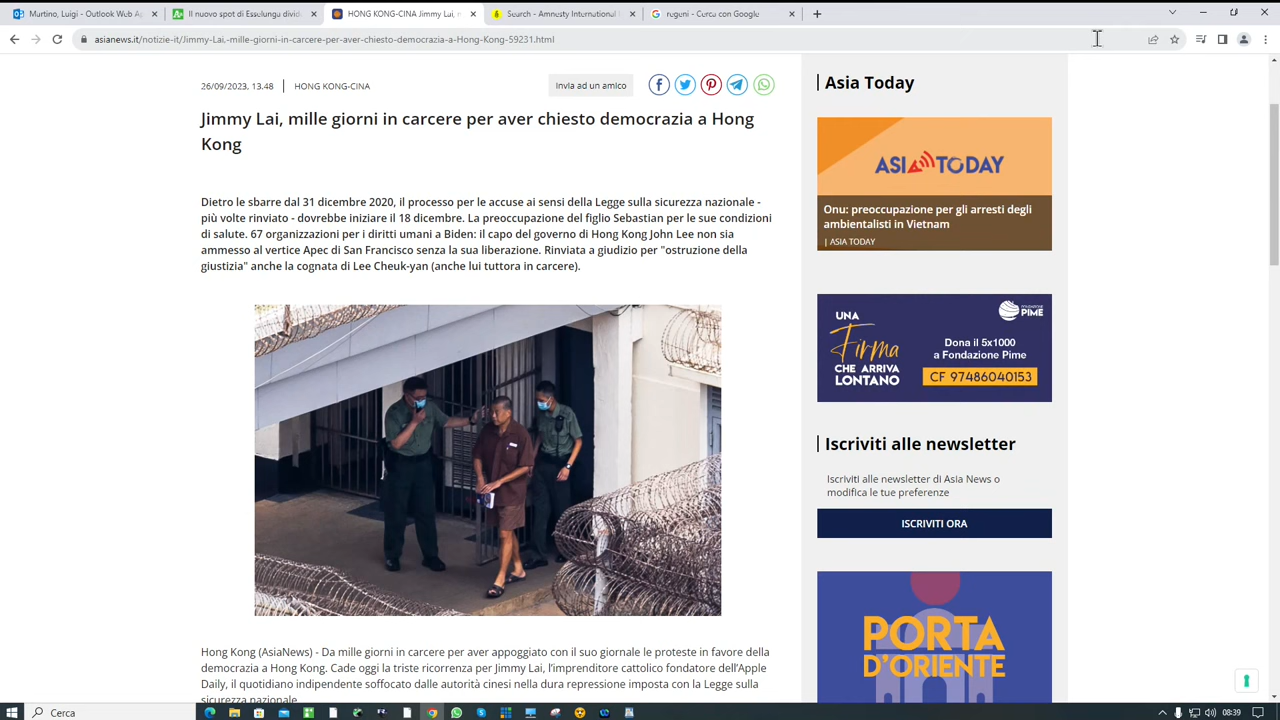 Martino, Luigi - Outlook Web Ap
Il nuovo spot di Esselunga divid
HONG KONG-CINA Jimmy Lai, m
Search - Amnesty International
regeni - Cerca con Google
asianews.it/notizie-it/Jimmy-Lai,-mille-giorni-in-carcere-per-aver-chiesto-democrazia-a-Hong-Kong-59231.html
26/09/2023, 13.48
HONG KONG-CINA
Invia ad un amico
Jimmy Lai, mille giorni in carcere per aver chiesto democrazia a Hong
Kong
Dietro le sbarre dal 31 dicembre 2020, il processo per le accuse ai sensi della Legge sulla sicurezza nazionale -
più volte rinviato - dovrebbe iniziare il 18 dicembre. La preoccupazione del figlio Sebastian per le sue condizioni
di salute. 67 organizzazioni per i diritti umani a Biden: il capo del governo di Hong Kong John Lee non sia
ammesso al vertice Apec di San Francisco senza la sua liberazione. Rinviata a giudizio per "ostruzione della
giustizia" anche la cognata di Lee Cheuk-yan (anche lui tuttora in carcere).
Hong Kong (AsiaNews) - Da mille giorni in carcere per aver appoggiato con il suo giornale le proteste in favore della
democrazia a Hong Kong. Cade oggi la triste ricorrenza per Jimmy Lai, l'imprenditore cattolico fondatore dell'Apple
Daily, il quotidiano indipendente soffocato dalle autorità cinesi nella dura repressione imposta con la Legge sulla
sicurezza nazionale.
Asia Today
ASIA TODAY
Onu: preoccupazione per gli arresti degli
ambientalisti in Vietnam
| ASIA TODAY
UNA
Firma
CHE ARRIVA
LONTANO
FONDAZIONE
PIME
Dona il 5x1000
a Fondazione Pime
CF 97486040153
Iscriviti alle newsletter
Iscriviti alle newsletter di Asia News o
modifica le tue preferenze
ISCRIVITI ORA
PORTA
D'ORIENTE
Cerca
08:39